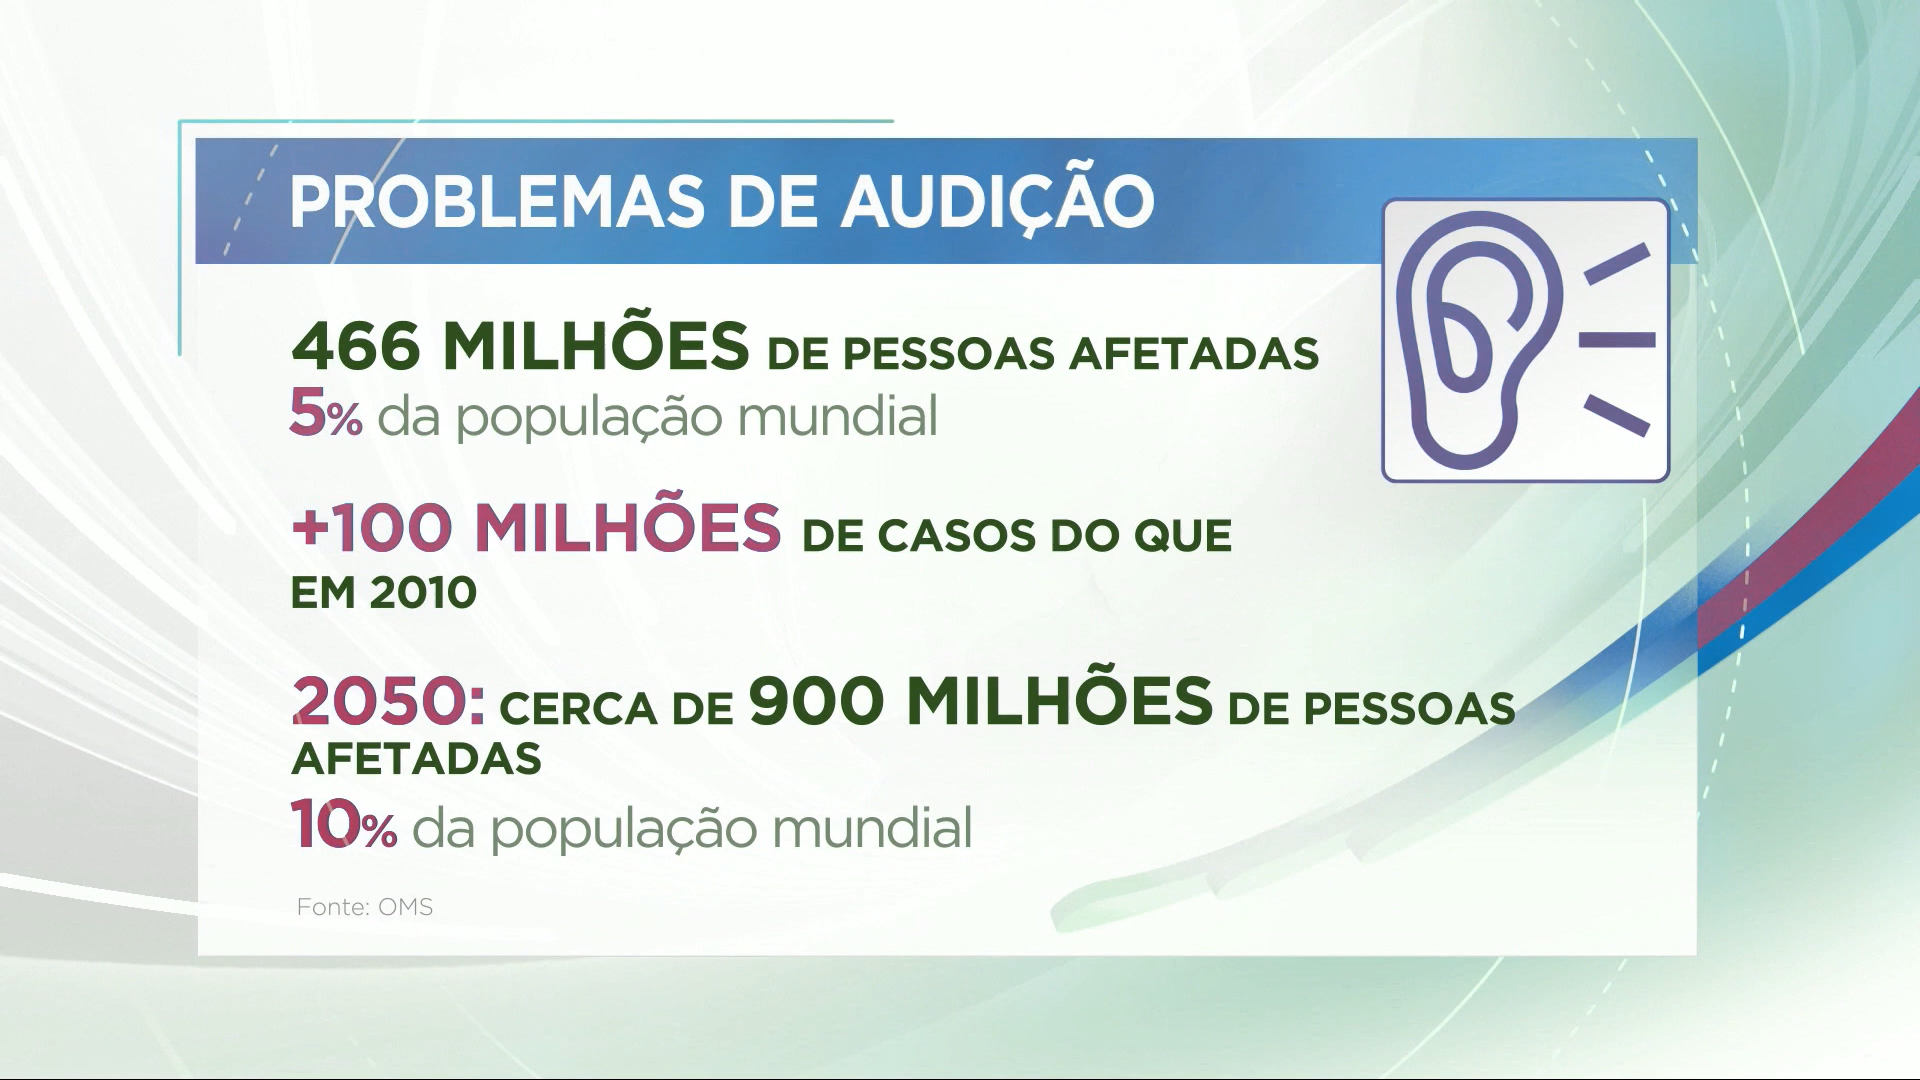 PROBLEMAS DE AUDIÇÃO
466 MILHÕES DE PESSOAS AFETADAS
5% da população mundial
+100 MILHÕES DE CASOS DO QUE
EM 2010
2050: CERCA DE 900 MILHÕES DE PESSOAS
AFETADAS
10% da população mundial
Fonte: OMS